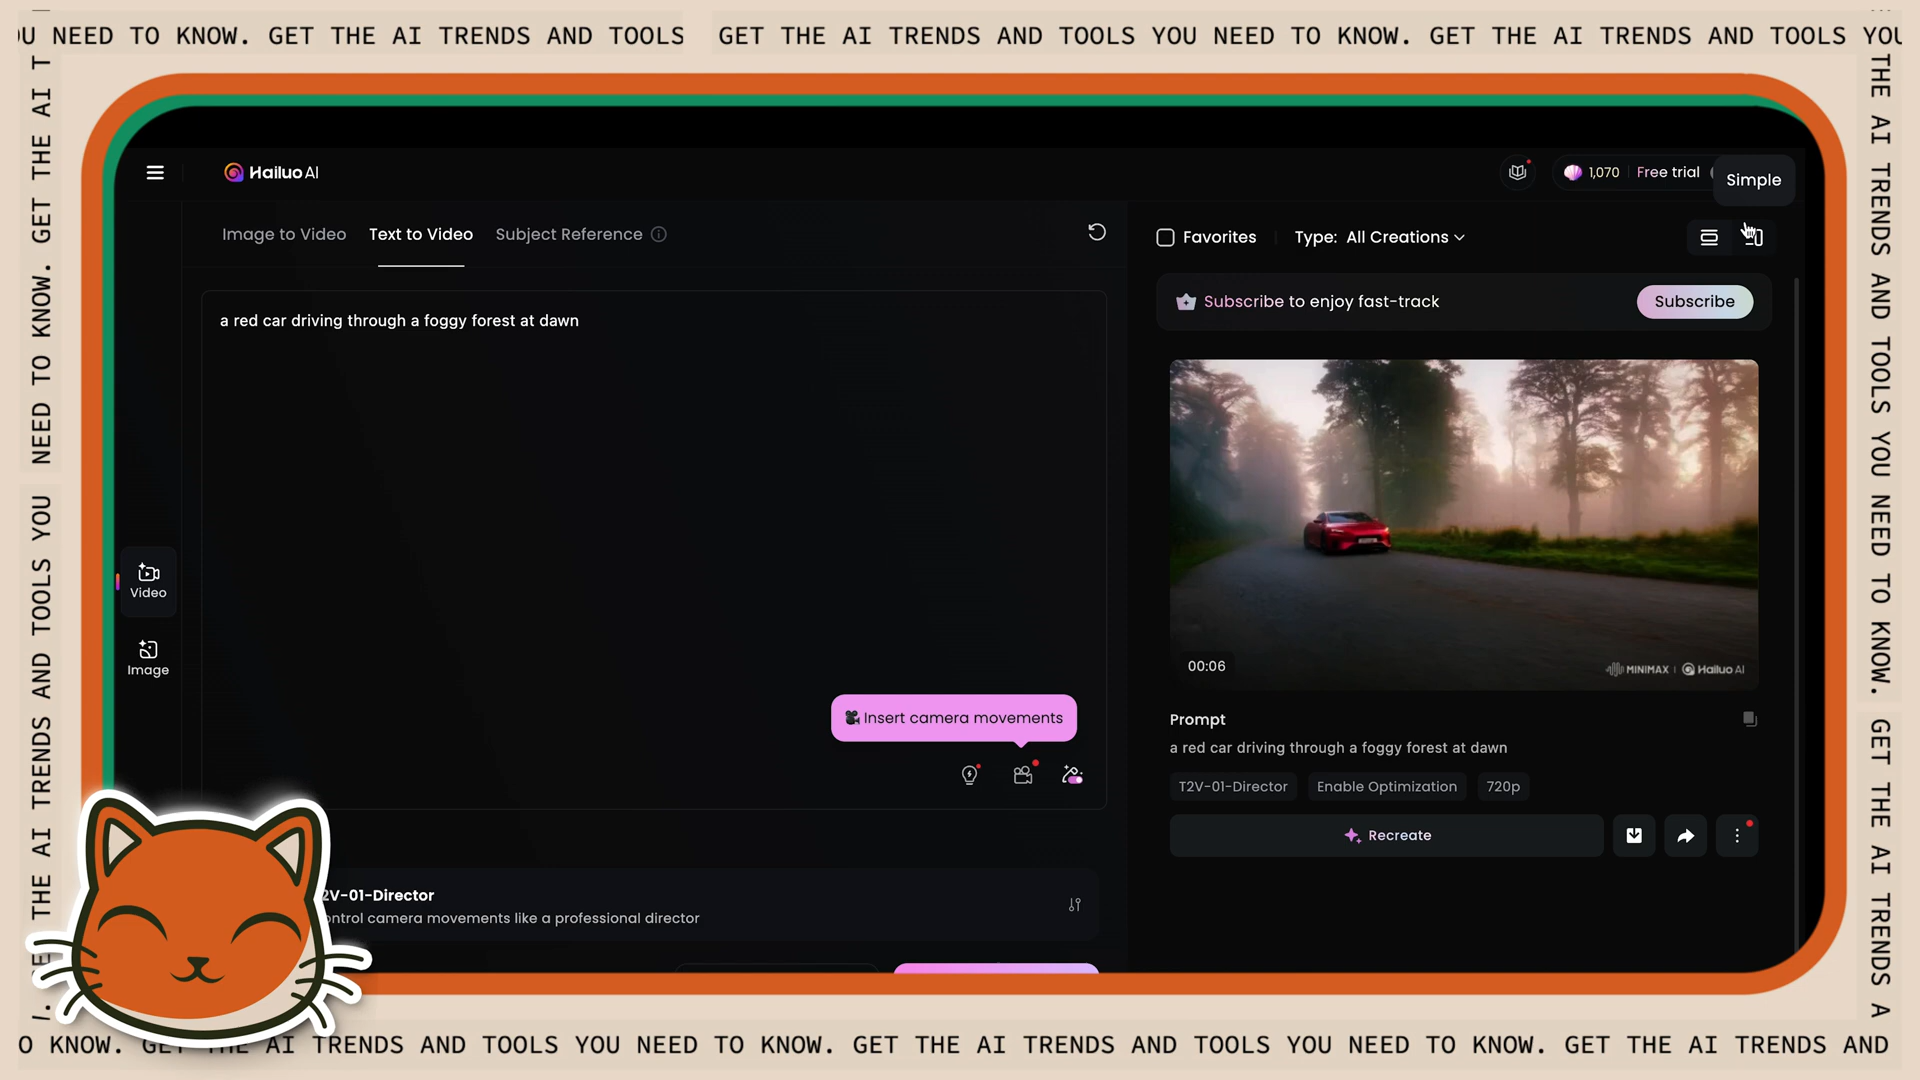 OU NEED TO KNOW. GET THE AI TRENDS AND TOOLS
GET THE AI TRENDS AND TOOLS YOU NEED TO KNOW. GET THE AI TRENDS AND TOOLS YOU
NEED TO KNOW. GET THE AI T
THE AI TRENDS AND TOOLS YOU
THE AI TRENDS AND TOOLS YOU NEED TO KNOW.
GET THE AI TRENDS A
Hailuo AI
1,070
Free trial
Simple
Image to Video
Text to Video
Subject Reference
Favorites
Type: All Creations
a red car driving through a foggy forest at dawn
Subscribe to enjoy fast-track
Subscribe
Video
Image
00:06
MINIMAX | Hailuo AI
Insert camera movements
Prompt
a red car driving through a foggy forest at dawn
T2V-01-Director
Enable Optimization
720p
Recreate
2V-01-Director
ontrol camera movements like a professional director
O KNOW. GET THE AI TRENDS AND TOOLS YOU NEED TO KNOW. GET THE AI TRENDS AND TOOLS YOU NEED TO KNOW. GET THE AI TRENDS AND